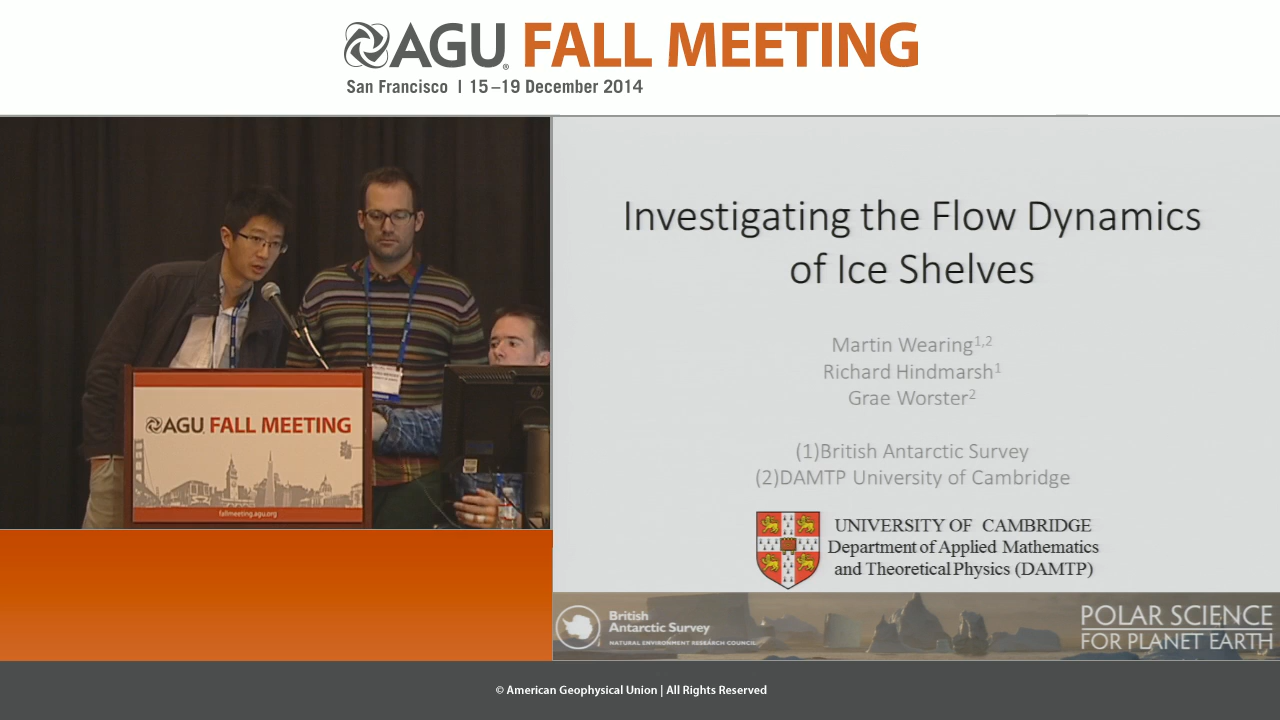 AGU FALL MEETING
San Francisco | 15–19 December 2014
Investigating the Flow Dynamics
of Ice Shelves
Martin Wearing1,2
Richard Hindmarsh1
Grae Worster2
(1)British Antarctic Survey
(2)DAMTP University of Cambridge
UNIVERSITY OF CAMBRIDGE
Department of Applied Mathematics
and Theoretical Physics (DAMTP)
British
Antarctic Survey
NATURAL ENVIRONMENT RESEARCH COUNCIL
POLAR SCIENCE
FOR PLANET EARTH
AGU FALL MEETING
fallmeeting.agu.org
© American Geophysical Union | All Rights Reserved